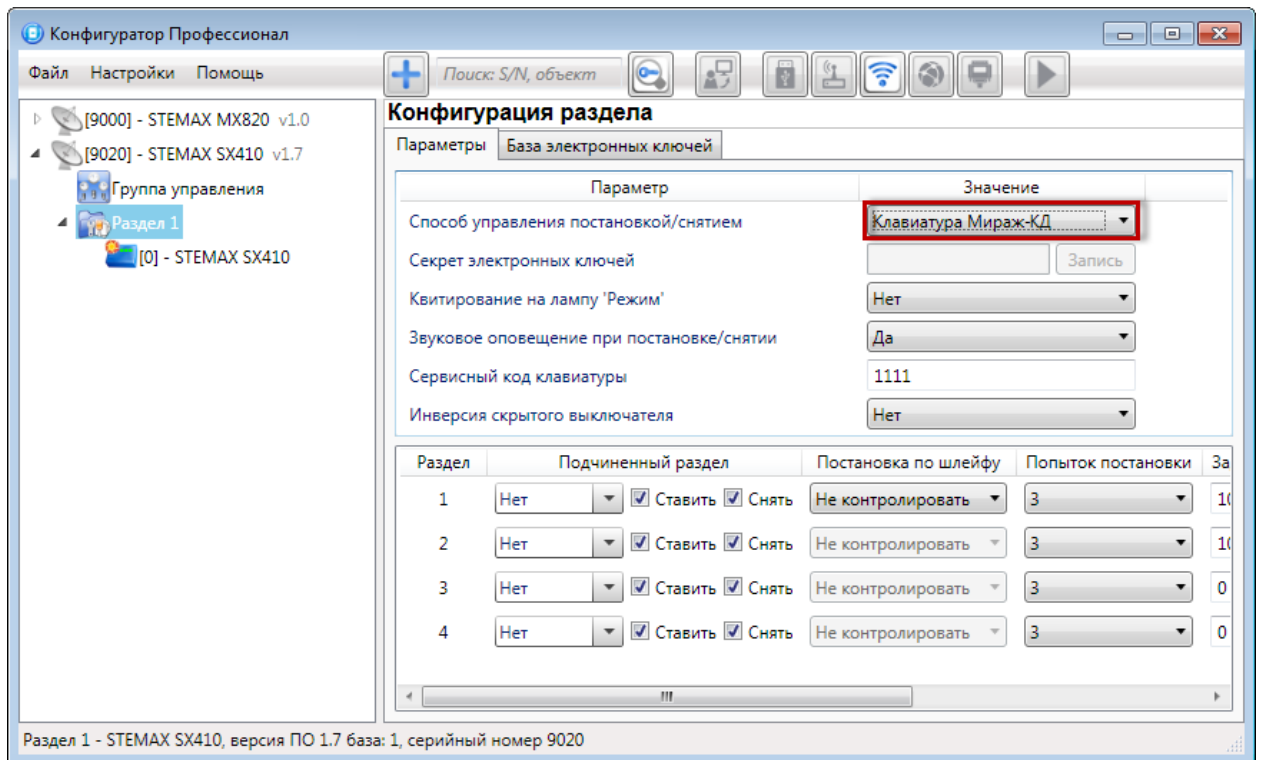 Конфигуратор Профессионал
Файл Настройки Помощь
Поиск: S/N, объект
[9000] - STEMAX MX820 v1.0
[9020] - STEMAX SX410 v1.7
Группа управления
Раздел 1
[0] - STEMAX SX410
Конфигурация раздела
Параметры База электронных ключей
Параметр Значение
Способ управления постановкой/снятием Клавиатура Мираж-КД
Секрет электронных ключей Запись
Квитирование на лампу 'Режим' Нет
Звуковое оповещение при постановке/снятии Да
Сервисный код клавиатуры 1111
Инверсия скрытого выключателя Нет
Раздел Подчиненный раздел Постановка по шлейфу Попыток постановки За
1 Нет Ставить Снять Не контролировать 3 10
2 Нет Ставить Снять Не контролировать 3 10
3 Нет Ставить Снять Не контролировать 3 0
4 Нет Ставить Снять Не контролировать 3 0
Раздел 1 - STEMAX SX410, версия ПО 1.7 база: 1, серийный номер 9020